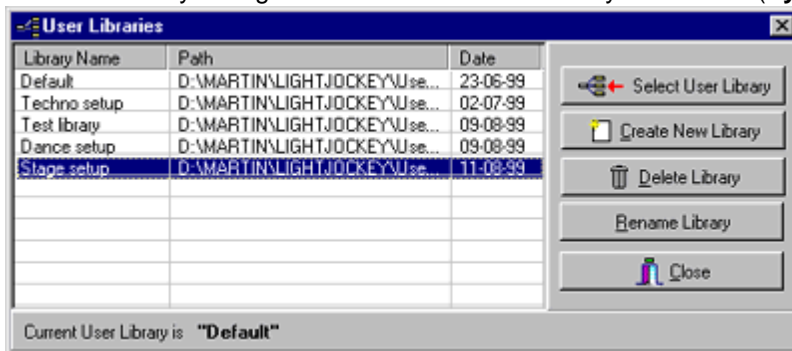 User Libraries
Library Name Path Date
Default D:\MARTIN\LIGHTJOCKEY\Use... 23-06-99
Techno setup D:\MARTIN\LIGHTJOCKEY\Use... 02-07-99
Test library D:\MARTIN\LIGHTJOCKEY\Use... 09-08-99
Dance setup D:\MARTIN\LIGHTJOCKEY\Use... 09-08-99
Stage setup D:\MARTIN\LIGHTJOCKEY\Use... 11-08-99
Select User Library
Create New Library
Delete Library
Rename Library
Close
Current User Library is "Default"